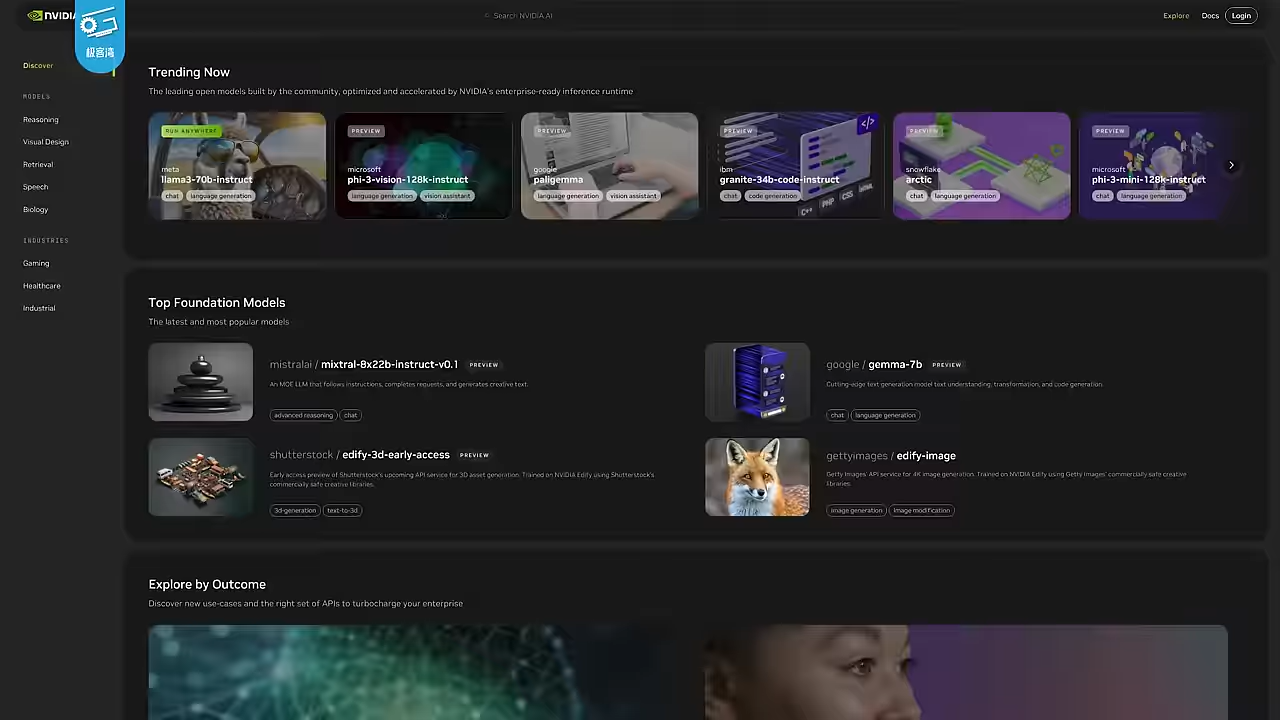 NVIDIA
极客湾
Search NVIDIA AI
Explore
Docs
Login
Discover
MODELS
Reasoning
Visual Design
Retrieval
Speech
Biology
INDUSTRIES
Gaming
Healthcare
Industrial
Trending Now
The leading open models built by the community, optimized and accelerated by NVIDIA's enterprise-ready inference runtime
RUN ANYWHERE
meta
llama3-70b-instruct
chat
language generation
PREVIEW
microsoft
phi-3-vision-128k-instruct
language generation
vision assistant
PREVIEW
google
paligemma
language generation
vision assistant
PREVIEW
</>
ibm
granite-34b-code-instruct
chat
code generation
C++ PHP CSS HTML
PREVIEW
snowflake
arctic
chat
language generation
PREVIEW
microsoft
phi-3-mini-128k-instruct
chat
language generation
Top Foundation Models
The latest and most popular models
mistralai / mixtral-8x22b-instruct-v0.1 PREVIEW
An MOE LLM that follows instructions, completes requests, and generates creative text.
advanced reasoning
chat
google / gemma-7b PREVIEW
Cutting-edge text generation model text understanding, transformation, and code generation.
chat
language generation
shutterstock / edify-3d-early-access PREVIEW
Early access preview of Shutterstock's upcoming API service for 3D asset generation. Trained on NVIDIA Edify using Shutterstock's
commercially safe creative libraries.
3d-generation
text-to-3d
gettyimages / edify-image
Getty Images' API service for 4K image generation. Trained on NVIDIA Edify using Getty Images' commercially safe creative
libraries.
image generation
image modification
Explore by Outcome
Discover new use-cases and the right set of APIs to turbocharge your enterprise